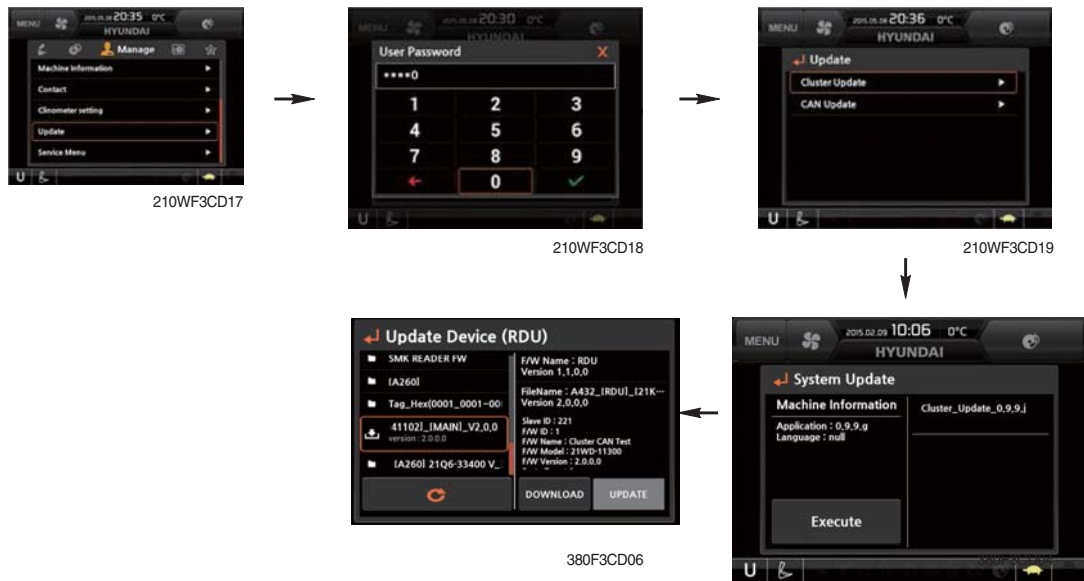 MENU 2015.05.08 20:35 0°C
HYUNDAI
Manage
Machine Information
Contact
Clinometer setting
Update
Service Menu
U
210WF3CD17
MENU 20:30 0°C
HYUNDAI
User Password X
****0
1 2 3
4 5 6
7 8 9
0
U
210WF3CD18
MENU 20:36 0°C
HYUNDAI
Update
Cluster Update
CAN Update
U
210WF3CD19
Update Device (RDU)
SMK READER FW
[A260]
Tag_Hex(0001_0001-00
41102]_[MAIN]_V2,0,0
version : 2.0.0.0
[A260] 21Q6-33400 V_
F/W Name : RDU
Version 1,1,0,0
FileName : A432_[RDU]_[21K…
Version 2,0,0,0
Slave ID : 221
F/W ID : 1
F/W Name : Cluster CAN Test
F/W Model : 21WD-11300
F/W Version : 2.0.0.0
DOWNLOAD UPDATE
380F3CD06
MENU 2015.02.09 10:06 0°C
HYUNDAI
System Update
Machine Information
Application : 0,9,9,g
Language : null
Cluster_Update_0,9,9,j
Execute
U